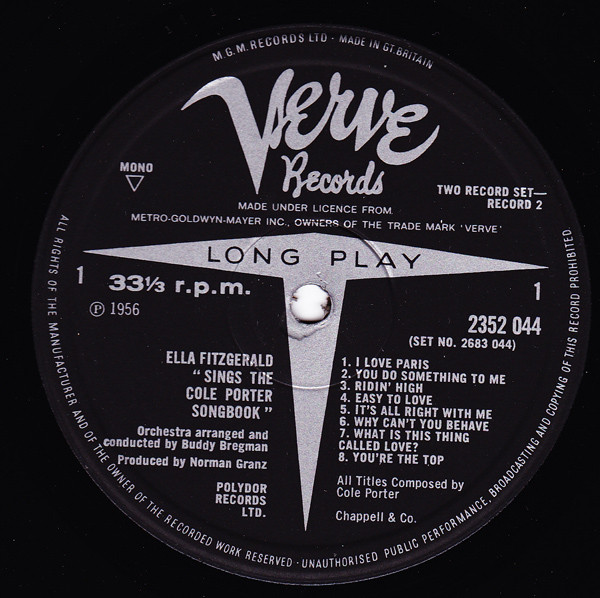 M.G.M. RECORDS LTD · MADE IN GT. BRITAIN
Verve
Records
MONO
TWO RECORD SET—
RECORD 2
MADE UNDER LICENCE FROM
METRO-GOLDWYN-MAYER INC., OWNERS OF THE TRADE MARK 'VERVE'
LONG PLAY
1
33⅓ r.p.m.
1
Ⓟ 1956
2352 044
(SET NO. 2683 044)
ELLA FITZGERALD
"SINGS THE
COLE PORTER
SONGBOOK"
Orchestra arranged and
conducted by Buddy Bregman
Produced by Norman Granz
POLYDOR
RECORDS
LTD.
1. I LOVE PARIS
2. YOU DO SOMETHING TO ME
3. RIDIN' HIGH
4. EASY TO LOVE
5. IT'S ALL RIGHT WITH ME
6. WHY CAN'T YOU BEHAVE
7. WHAT IS THIS THING
CALLED LOVE?
8. YOU'RE THE TOP
All Titles Composed by
Cole Porter
Chappell & Co.
ALL RIGHTS OF THE MANUFACTURER AND OF THE OWNER OF THE RECORDED WORK RESERVED · UNAUTHORISED PUBLIC PERFORMANCE, BROADCASTING AND COPYING OF THIS RECORD PROHIBITED.